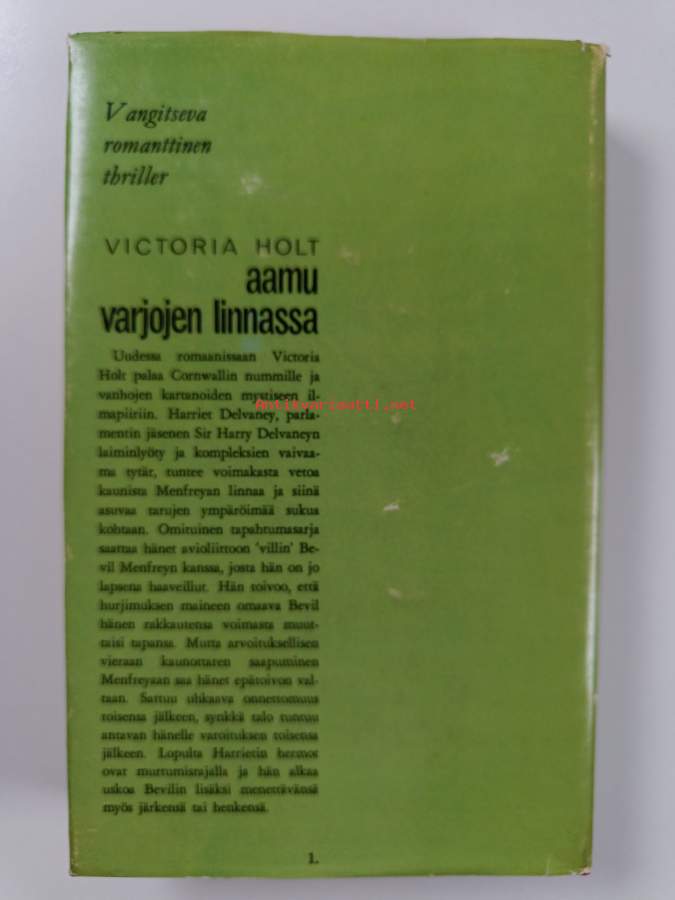 Vangitseva
romanttinen
thriller
VICTORIA HOLT
aamu
varjojen linnassa
Uudessa romaanissaan Victoria
Holt palaa Cornwallin nummille ja
vanhojen kartanoiden mystiseen il-
mapiiriin. Harriet Delvaney, parla-
Antikvariaatti.net
mentin jäsenen Sir Harry Delvaneyn
laiminlyöty ja kompleksien vaivaa-
ma tytär, tuntee voimakasta vetoa
kaunista Menfreyan linnaa ja siinä
asuvaa tarujen ympäröimää sukua
kohtaan. Omituinen tapahtumasarja
saattaa hänet avioliittoon 'villin' Be-
vil Menfreyn kanssa, josta hän on jo
lapsena haaveillut. Hän toivoo, että
hurjimuksen maineen omaava Bevil
hänen rakkautensa voimasta muut-
taisi tapansa. Mutta arvoituksellisen
vieraan kaunottaren saapuminen
Menfreyaan saa hänet epätoivon val-
taan. Sattuu uhkaava onnettomuus
toisensa jälkeen, synkkä talo tuntuu
antavan hänelle varoituksen toisensa
jälkeen. Lopulta Harrietin hermot
ovat murtumistajalla ja hän alkaa
uskoa Bevilin lisäksi menettävänsä
myös järkensä tai henkensä.
1.